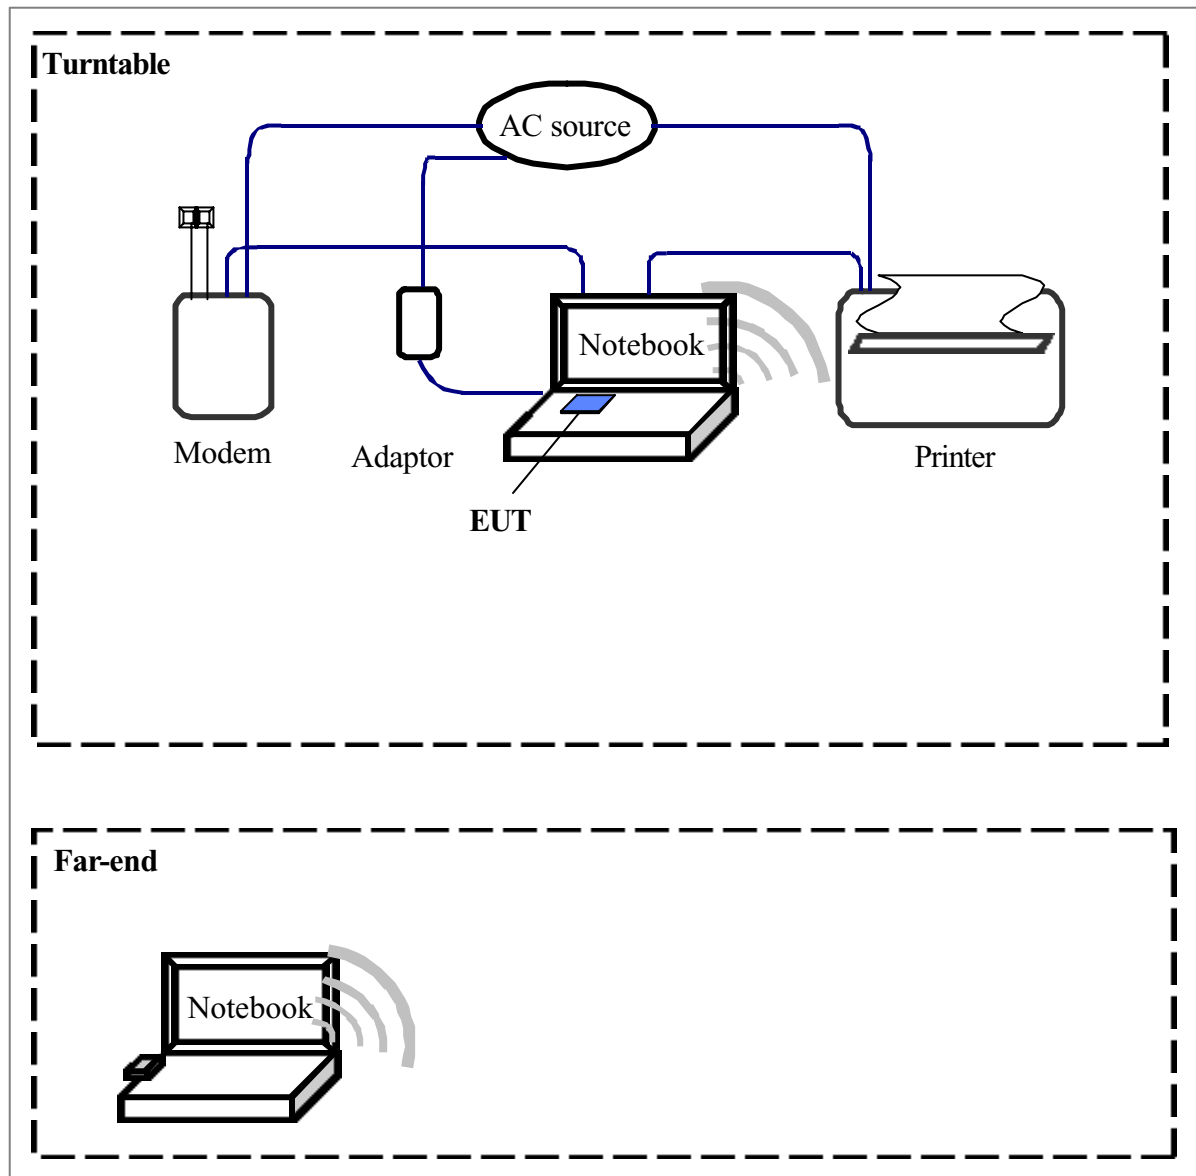 Turntable
AC source
Notebook
Modem
Adaptor
Printer
EUT
Far-end
Notebook